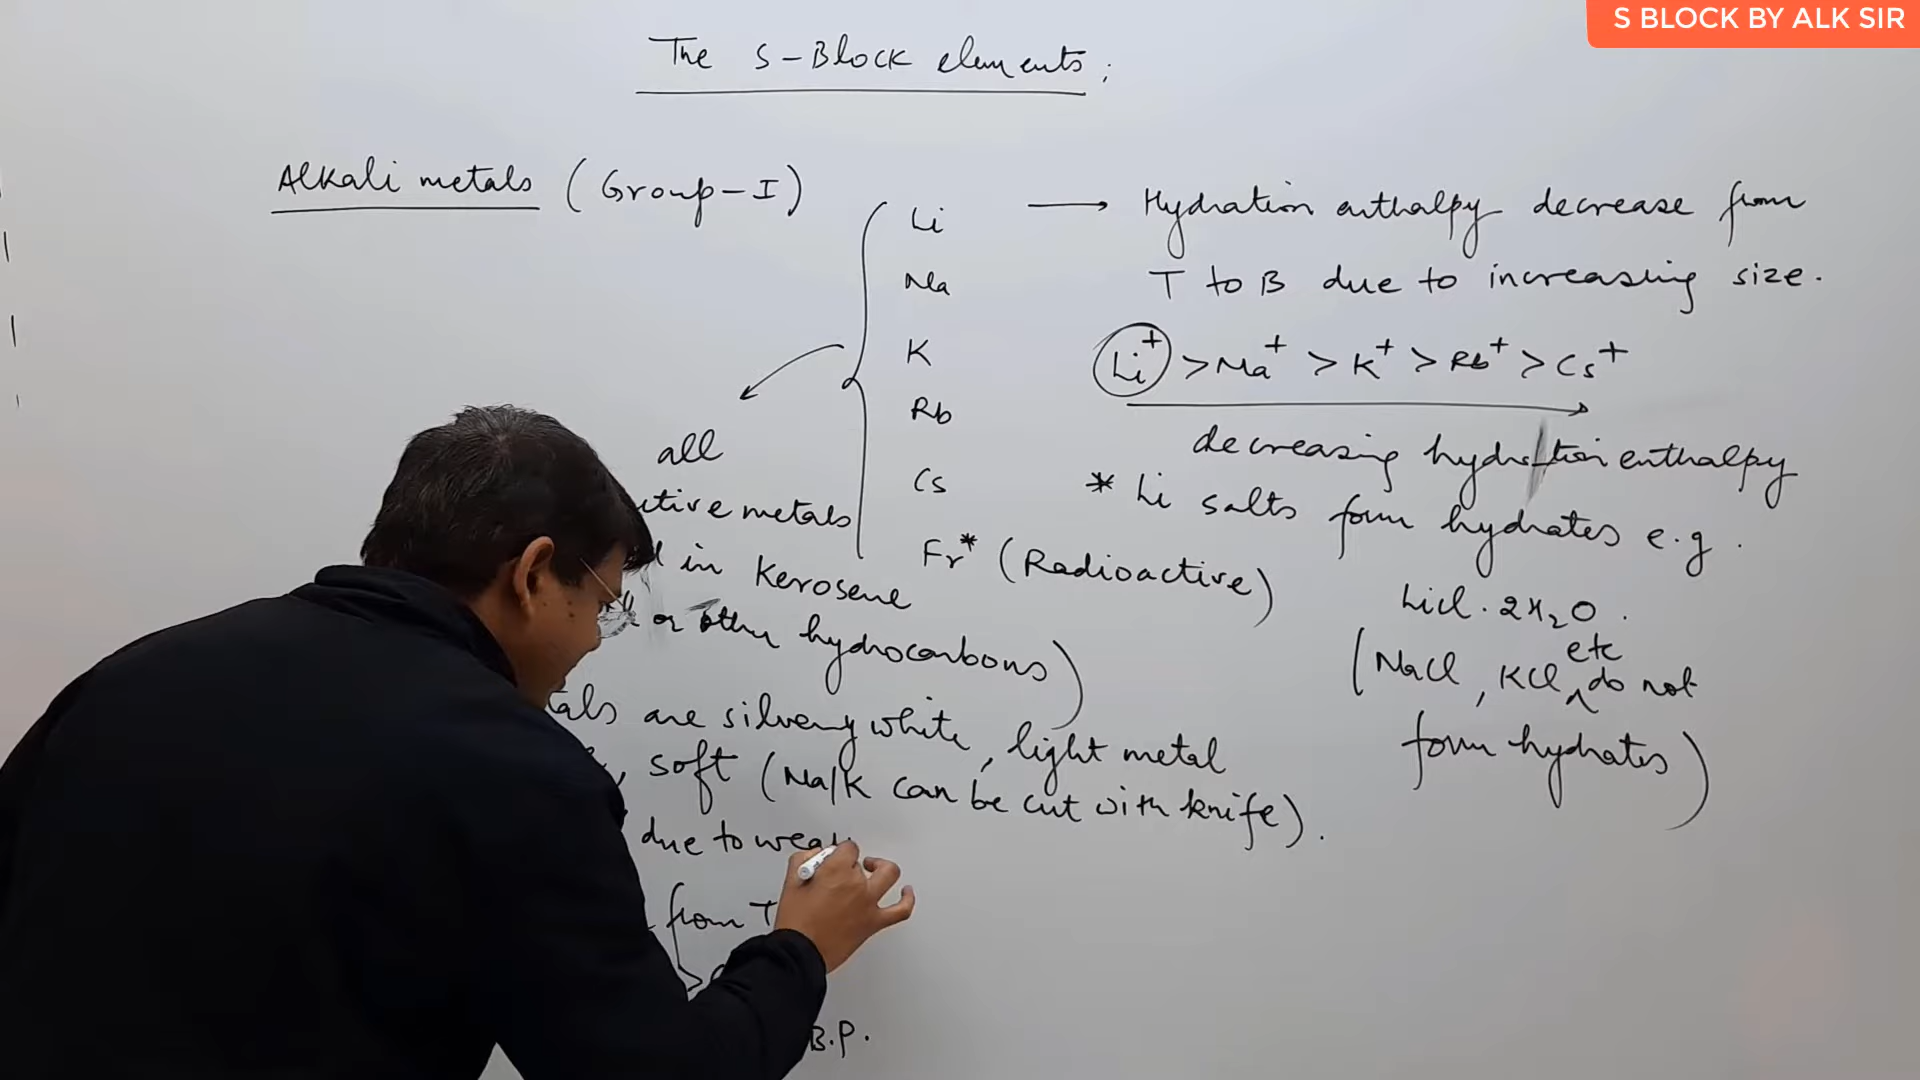 S BLOCK BY ALK SIR
The S-Block elements;
Alkali metals (Group-I)
Li
Na
K
Rb
Cs
Fr* (Radioactive)
→ Hydration enthalpy decrease from
T to B due to increasing size.
Li+ > Na+ > K+ > Rb+ > Cs+
decreasing hydration enthalpy
* Li salts form hydrates e.g.
LiCl.2H2O.
(NaCl, KCl, etc do not
form hydrates)
all
metals
in Kerosene
or other hydrocarbons)
are silvery white, light metal
, soft (Na/K can be cut with knife).
due to weak
from T
B.P.